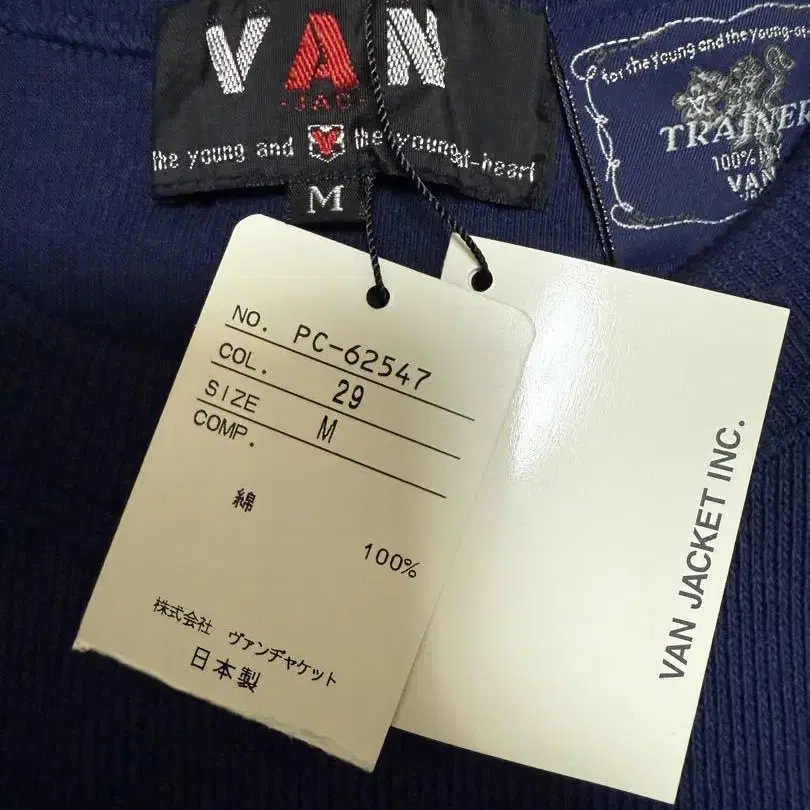 VAN
-JAC-
the young and the young-at-heart
M
for the young and the young-at-
TRAINER
100%
VAN
NO. PC-62547
COL. 29
SIZE M
COMP.
綿
100%
株式会社 ヴァンヂャケット
日本製
VAN JACKET INC.